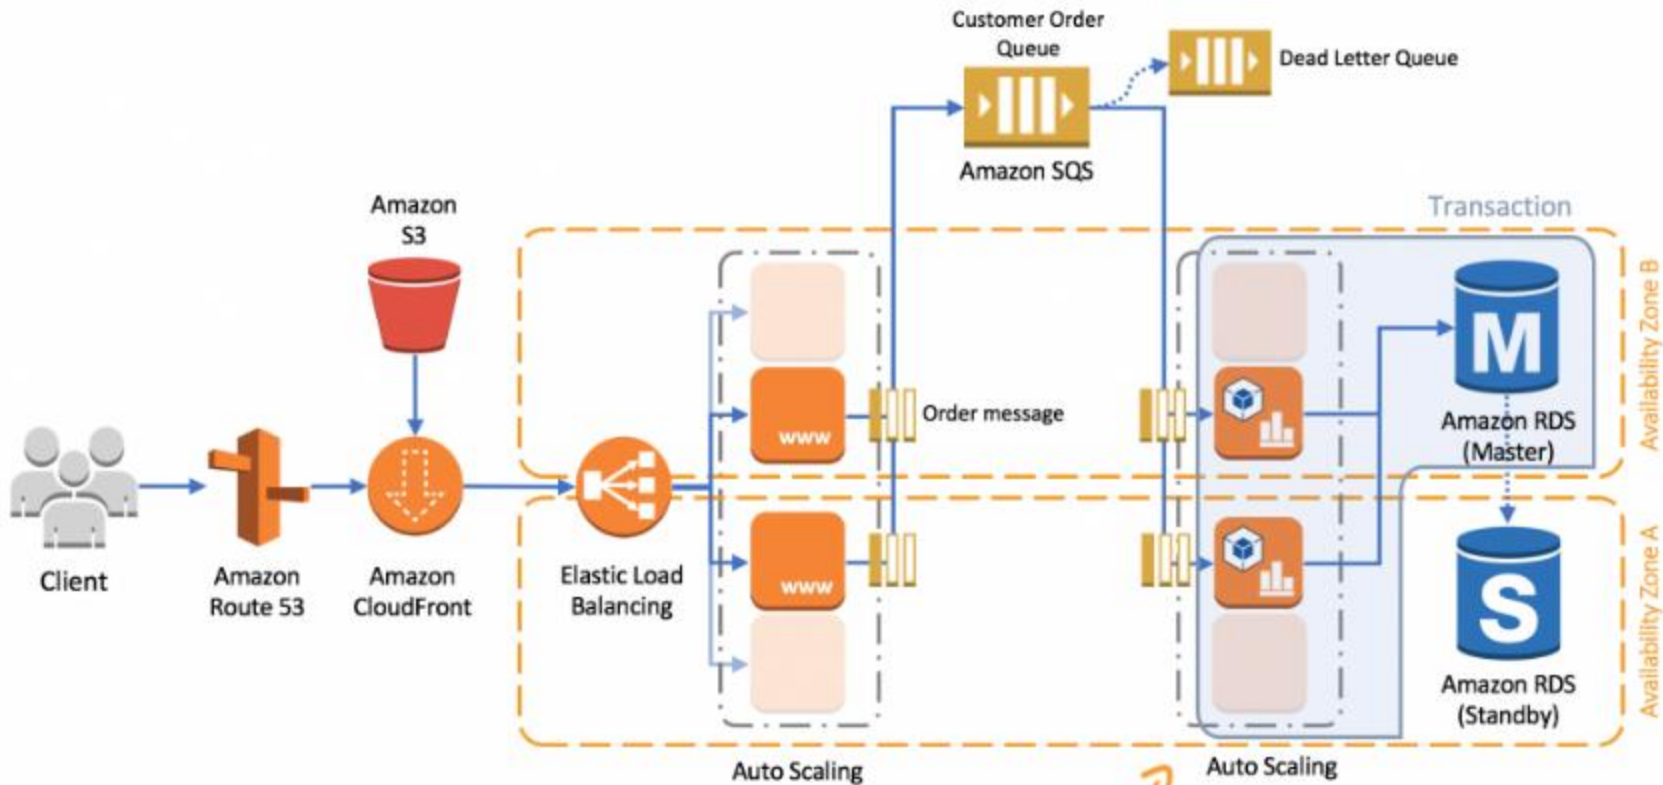 Customer Order
Queue
Dead Letter Queue
Amazon SQS
Amazon
S3
Transaction
Availability Zone B
www
Order message
M
Amazon RDS
(Master)
Client
Amazon
Route 53
Amazon
CloudFront
Elastic Load
Balancing
www
S
Amazon RDS
(Standby)
Availability Zone A
Auto Scaling
Auto Scaling